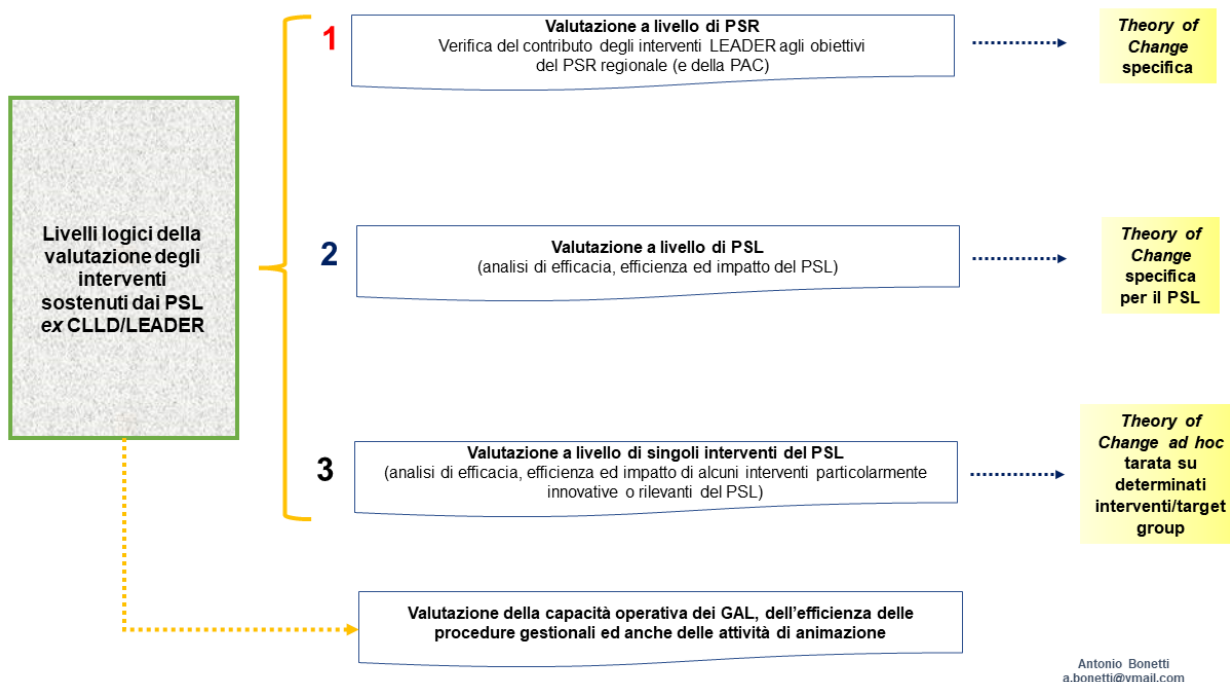 Livelli logici della
valutazione degli
interventi
sostenuti dai PSL
ex CLLD/LEADER
1
Valutazione a livello di PSR
Verifica del contributo degli interventi LEADER agli obiettivi
del PSR regionale (e della PAC)
Theory of
Change
specifica
2
Valutazione a livello di PSL
(analisi di efficacia, efficienza ed impatto del PSL)
Theory of
Change
specifica
per il PSL
3
Valutazione a livello di singoli interventi del PSL
(analisi di efficacia, efficienza ed impatto di alcuni interventi particolarmente
innovative o rilevanti del PSL)
Theory of
Change ad hoc
tarata su
determinati
interventi/target
group
Valutazione della capacità operativa dei GAL, dell’efficienza delle
procedure gestionali ed anche delle attività di animazione
Antonio Bonetti
a.bonetti@ymail.com